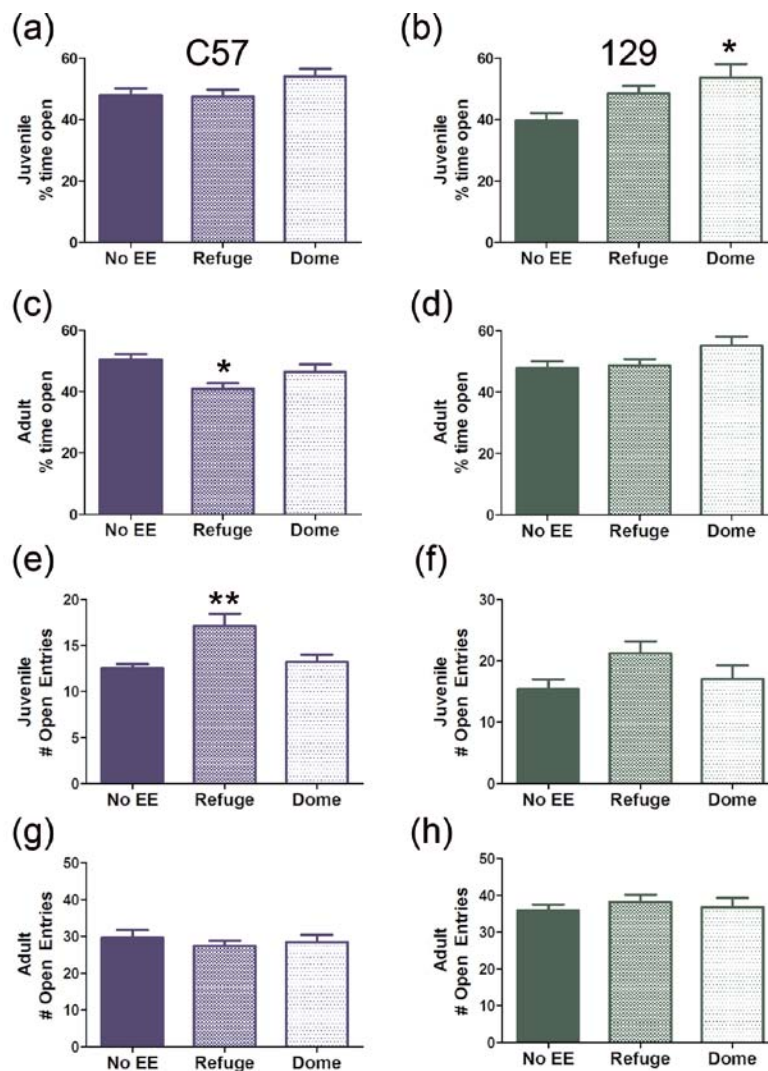 (a)
C57
Juvenile
% time open
60
40
20
0
No EE Refuge Dome
(b)
129
*
Juvenile
% time open
60
40
20
0
No EE Refuge Dome
(c)
Adult
% time open
60
40
20
0
*
No EE Refuge Dome
(d)
Adult
% time open
60
40
20
0
No EE Refuge Dome
(e)
Juvenile
# Open Entries
20
15
10
5
0
**
No EE Refuge Dome
(f)
Juvenile
# Open Entries
30
20
10
0
No EE Refuge Dome
(g)
Adult
# Open Entries
50
40
30
20
10
0
No EE Refuge Dome
(h)
Adult
# Open Entries
50
40
30
20
10
0
No EE Refuge Dome